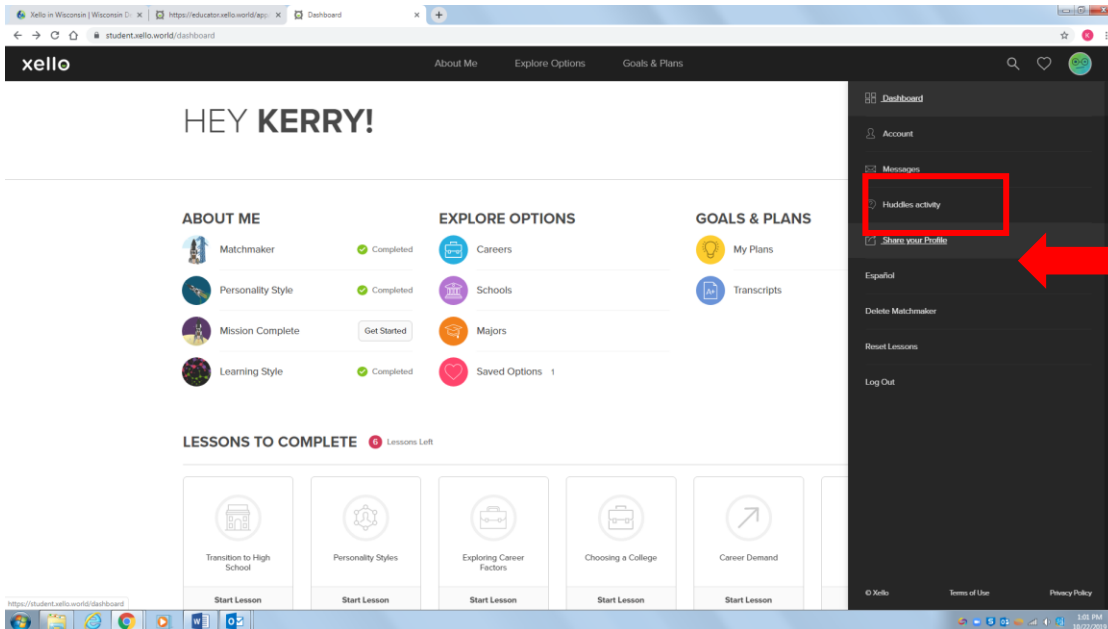 Xello in Wisconsin | Wisconsin De
https://educator.xello.world/app
Dashboard
student.xello.world/dashboard
xello
About Me Explore Options Goals & Plans
HEY KERRY!
Dashboard
Account
Messages
Huddles activity
Share your Profile
Español
Delete Matchmaker
Reset Lessons
Log Out
ABOUT ME
Matchmaker Completed
Personality Style Completed
Mission Complete Get Started
Learning Style Completed
EXPLORE OPTIONS
Careers
Schools
Majors
Saved Options 1
GOALS & PLANS
My Plans
A+ Transcripts
LESSONS TO COMPLETE 6 Lessons Left
Transition to High
School
Start Lesson
Personality Styles
Start Lesson
Exploring Career
Factors
Start Lesson
Choosing a College
Start Lesson
Career Demand
Start Lesson
© Xello Terms of Use Privacy Policy
https://student.xello.world/dashboard
1:01 PM
10/22/2019